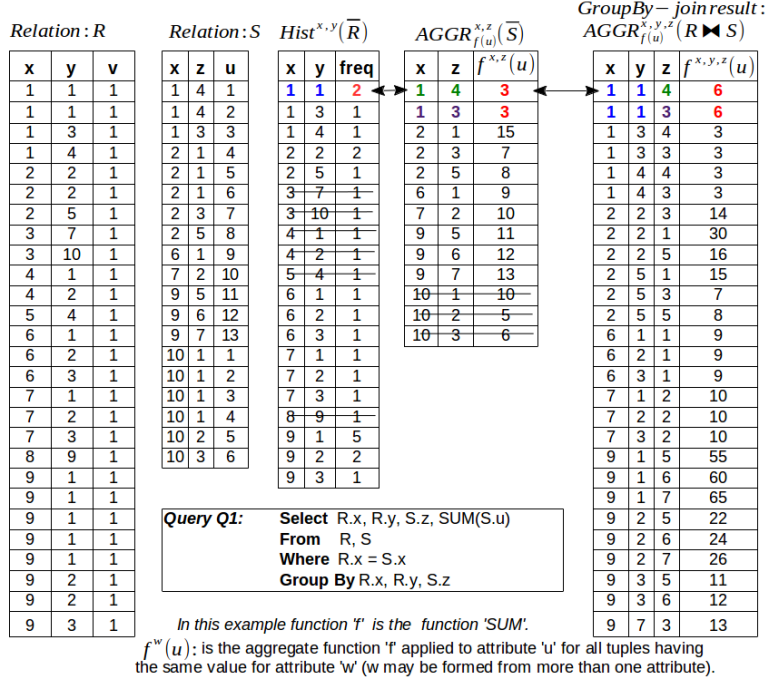 Relation : R
x y v
1 1 1
1 1 1
1 3 1
1 4 1
2 2 1
2 2 1
2 5 1
3 7 1
3 10 1
4 1 1
4 2 1
5 4 1
6 1 1
6 2 1
6 3 1
7 1 1
7 2 1
7 3 1
8 9 1
9 1 1
9 1 1
9 1 1
9 1 1
9 1 1
9 2 1
9 2 1
9 3 1
Relation : S
x z u
1 4 1
1 4 2
1 3 3
2 1 4
2 1 5
2 1 6
2 3 7
2 5 8
6 1 9
7 2 10
9 5 11
9 6 12
9 7 13
10 1 1
10 1 2
10 1 3
10 1 4
10 2 5
10 3 6
Hist^{x,y}(R̅)
x y freq
1 1 2
1 3 1
1 4 1
2 2 2
2 5 1
3 7 1
3 10 1
4 1 1
4 2 1
5 4 1
6 1 1
6 2 1
6 3 1
7 1 1
7 2 1
7 3 1
8 9 1
9 1 5
9 2 2
9 3 1
AGGR^{x,z}_{f(u)}(S̅)
x z f^{x,z}(u)
1 4 3
1 3 3
2 1 15
2 3 7
2 5 8
6 1 9
7 2 10
9 5 11
9 6 12
9 7 13
10 1 10
10 2 5
10 3 6
GroupBy – join result :
AGGR^{x,y,z}_{f(u)}(R ⋈ S)
x y z f^{x,y,z}(u)
1 1 4 6
1 1 3 6
1 3 4 3
1 3 3 3
1 4 4 3
1 4 3 3
2 2 3 14
2 2 1 30
2 2 5 16
2 5 1 15
2 5 3 7
2 5 5 8
6 1 1 9
6 2 1 9
6 3 1 9
7 1 2 10
7 2 2 10
7 3 2 10
9 1 5 55
9 1 6 60
9 1 7 65
9 2 5 22
9 2 6 24
9 2 7 26
9 3 5 11
9 3 6 12
9 7 3 13
Query Q1: Select R.x, R.y, S.z, SUM(S.u)
From R, S
Where R.x = S.x
Group By R.x, R.y, S.z
In this example function 'f' is the function 'SUM'.
f^w(u): is the aggregate function 'f' applied to attribute 'u' for all tuples having
the same value for attribute 'w' (w may be formed from more than one attribute).